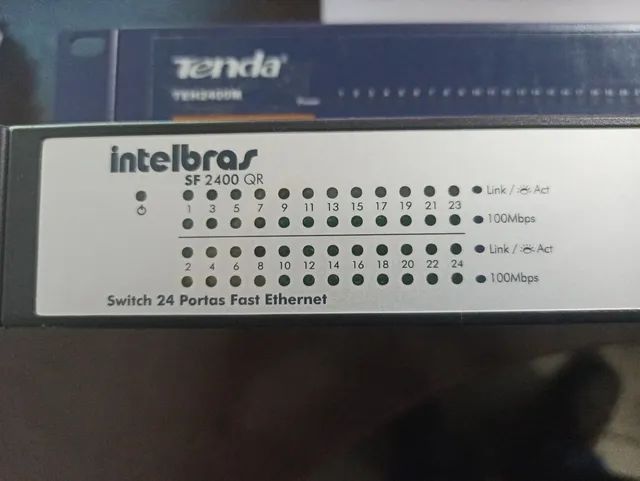 Tenda
TEH2400M
intelbras
SF 2400 QR
Link / Act
1 3 5 7 9 11 13 15 17 19 21 23
100Mbps
Link / Act
2 4 6 8 10 12 14 16 18 20 22 24
100Mbps
Switch 24 Portas Fast Ethernet